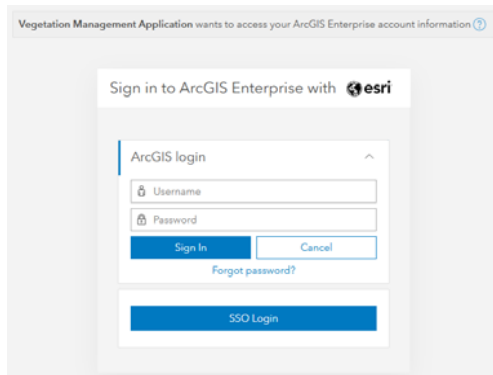 Vegetation Management Application wants to access your ArcGIS Enterprise account information ?
Sign in to ArcGIS Enterprise with esri
ArcGIS login
Username
Password
Sign In Cancel
Forgot password?
SSO Login